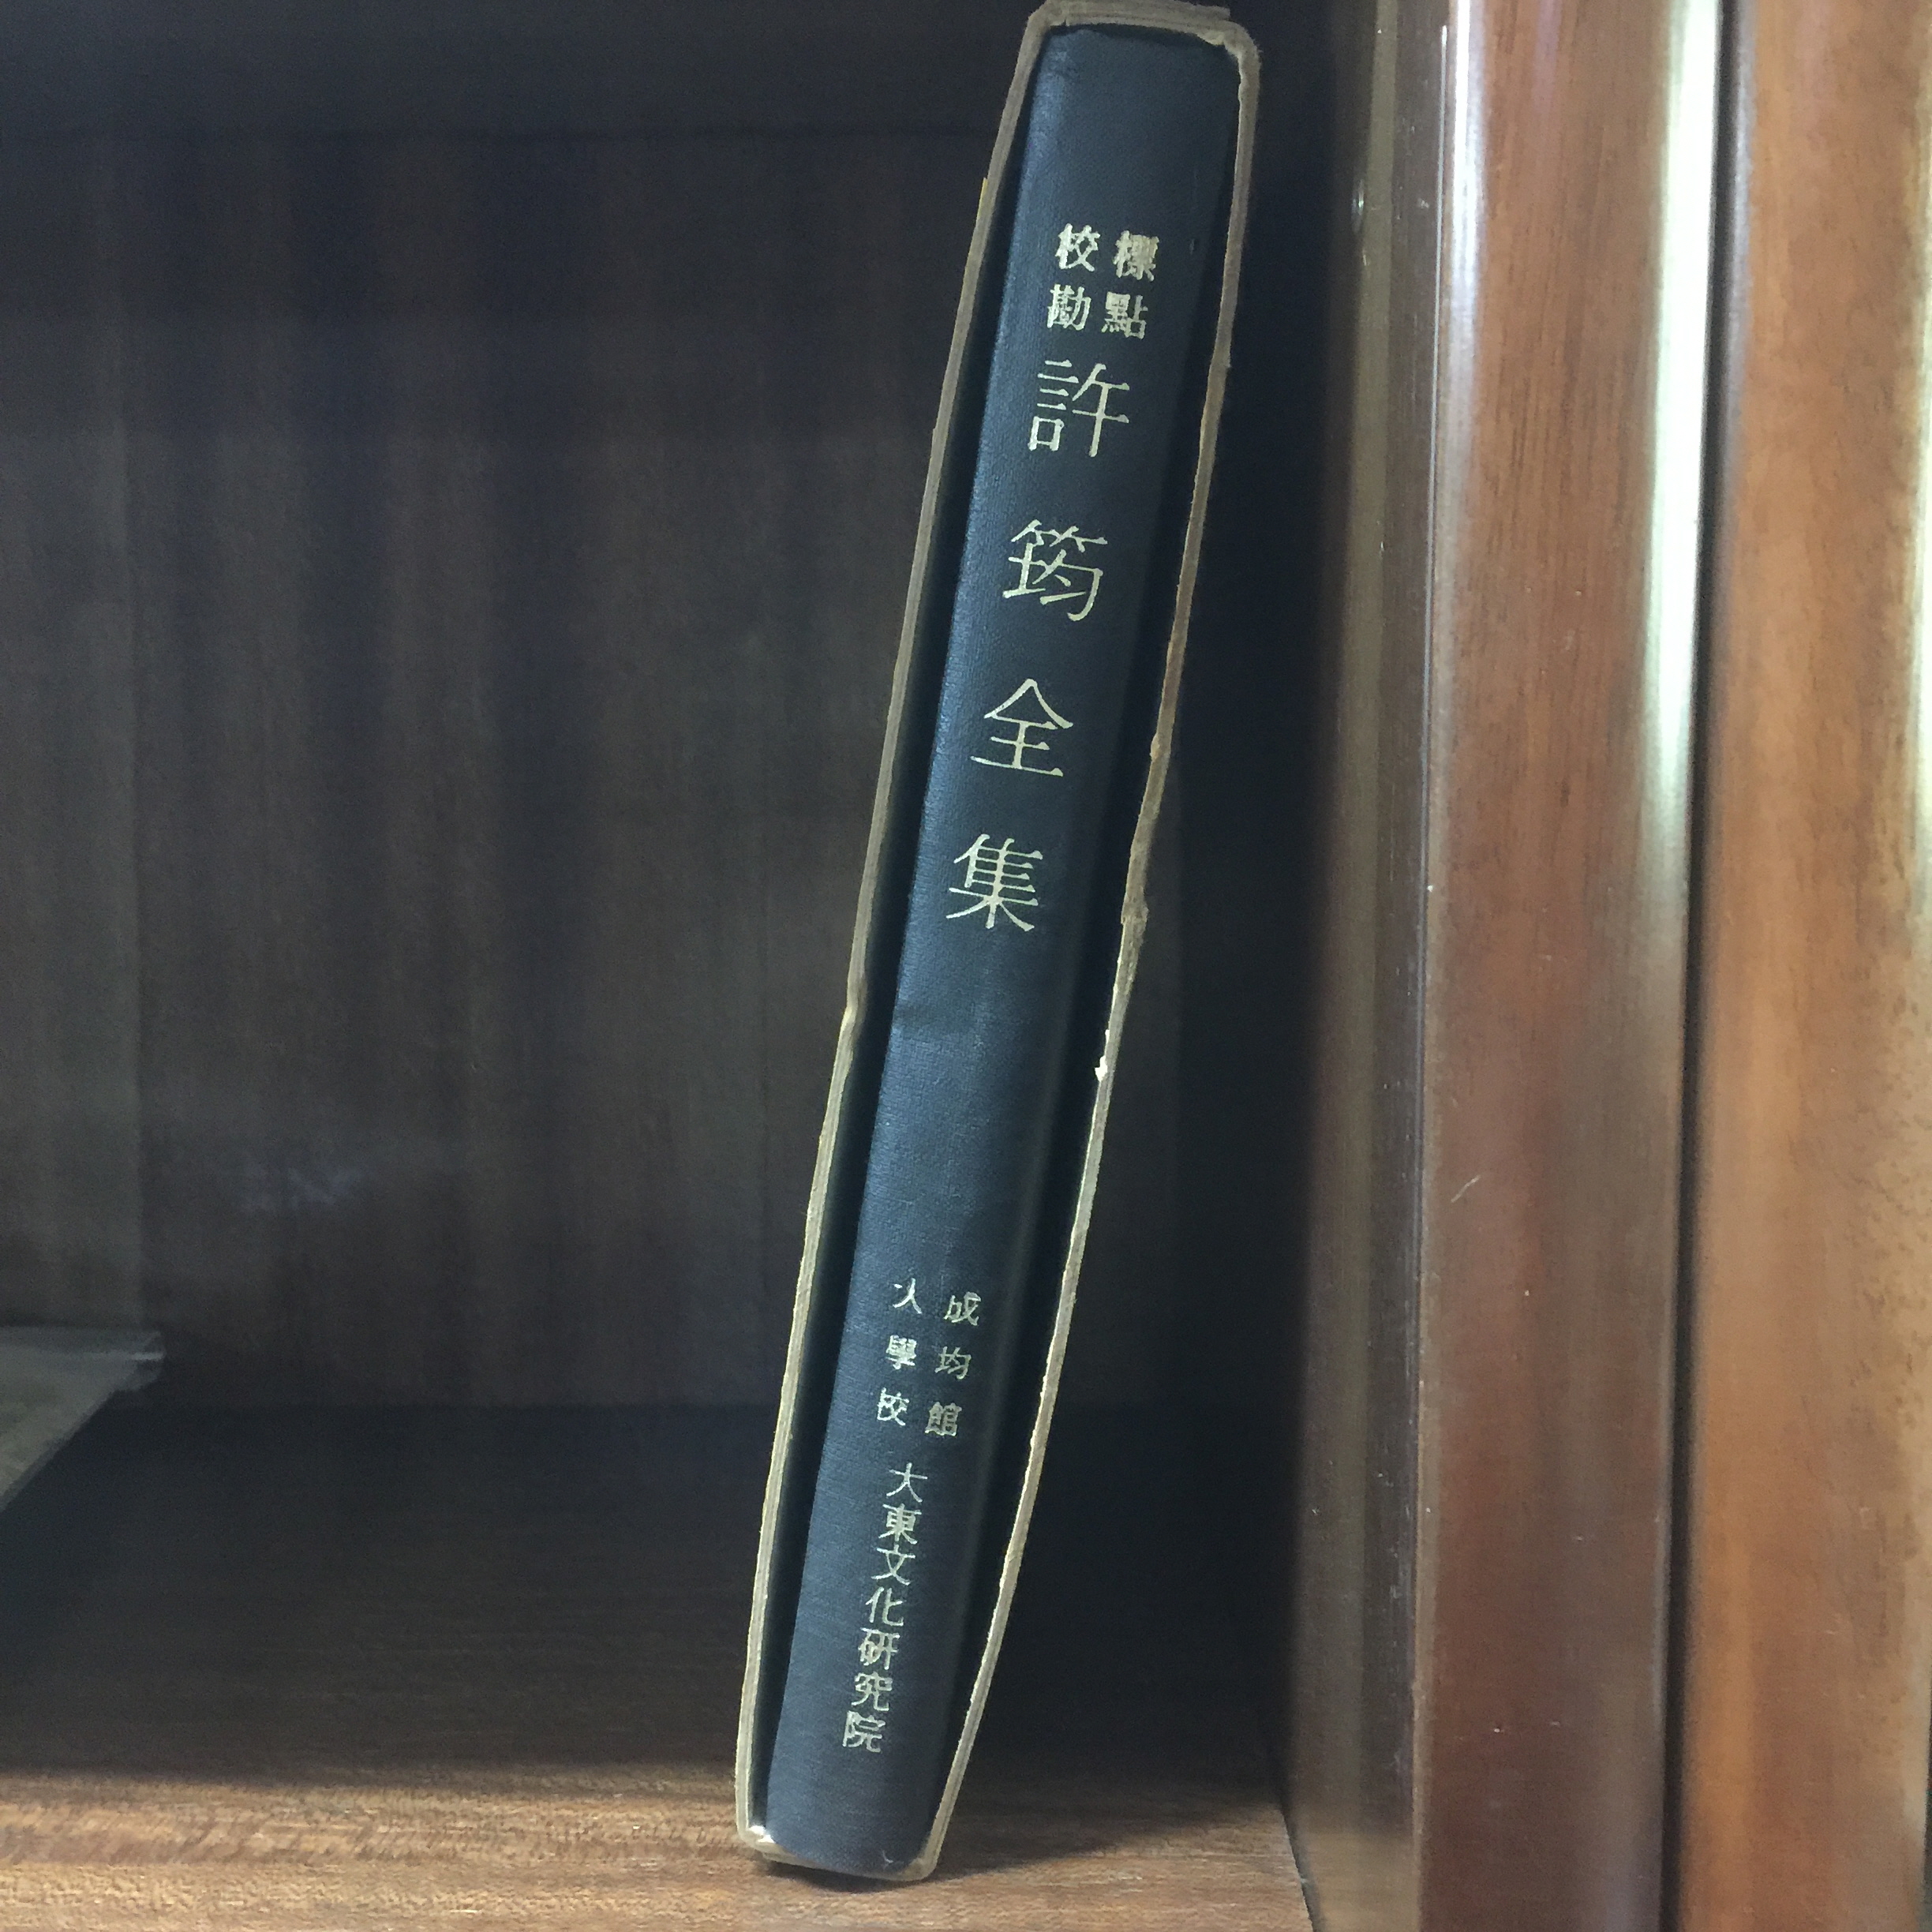 標點
校勘
許筠全集
成均館
大學校
大東文化研究院